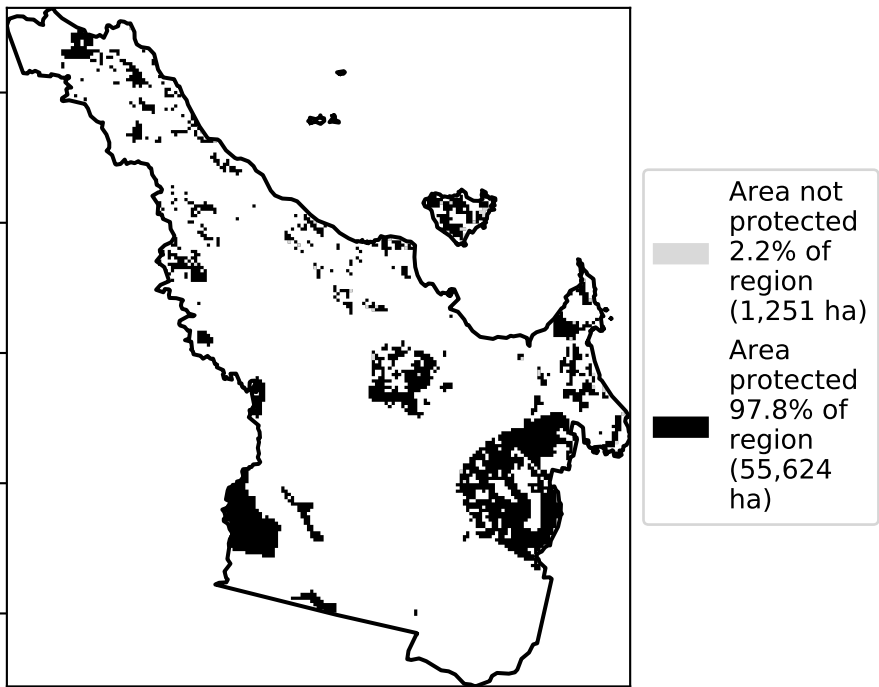 Area not
protected
2.2% of
region
(1,251 ha)
Area
protected
97.8% of
region
(55,624
ha)